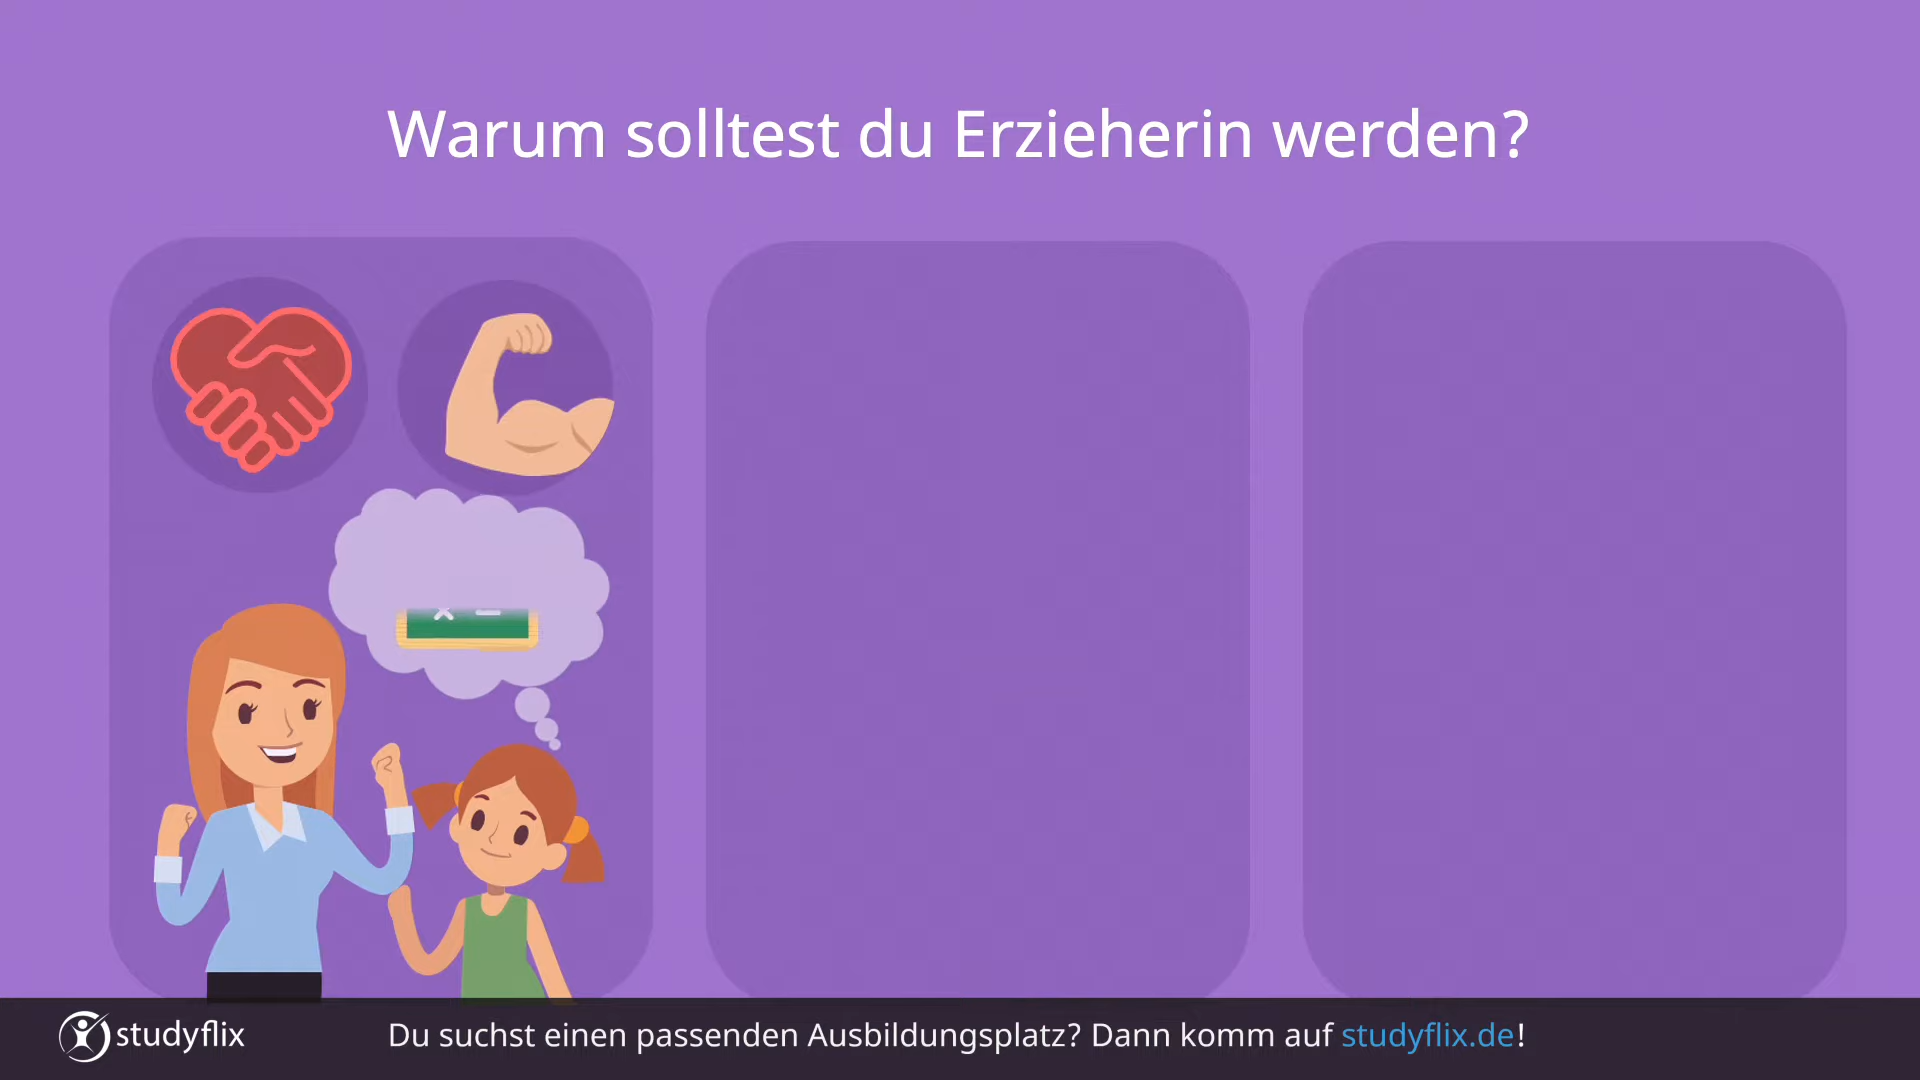 Warum solltest du Erzieherin werden?
studyflix
Du suchst einen passenden Ausbildungsplatz? Dann komm auf studyflix.de!